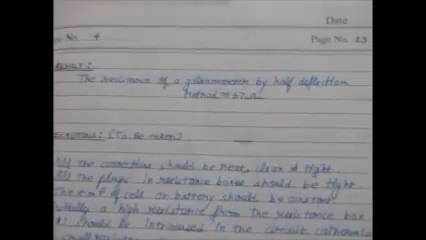 Date
No. 4
Page No. 23
RESULT:
The resistance of a galvanometer by half deflection
Method = 57 Ω
(To be taken)
All the connections should be neat, clean & tight.
All the plugs in resistance boxes should be tight.
The e.m.f of cell or battery should be constant.
Initially a high resistance from the resistance box
should be introduced in the circuit (otherwise
small